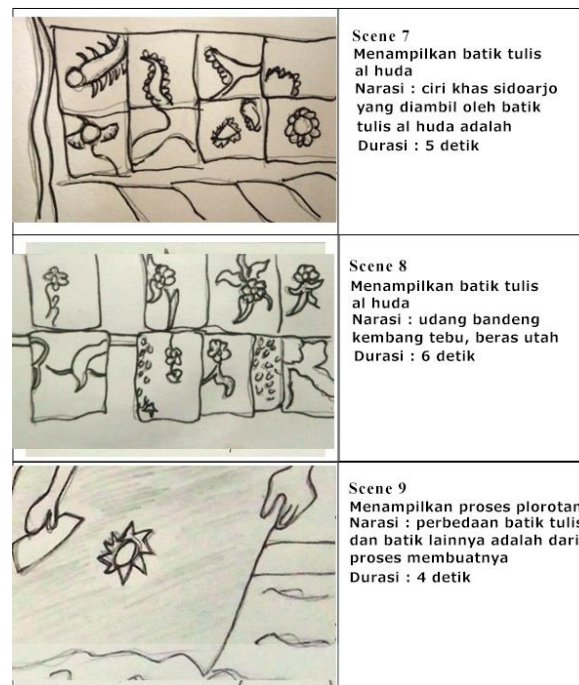 Scene 7
Menampilkan batik tulis
al huda
Narasi : ciri khas sidoarjo
yang diambil oleh batik
tulis al huda adalah
Durasi : 5 detik
Scene 8
Menampilkan batik tulis
al huda
Narasi : udang bandeng
kembang tebu, beras utah
Durasi : 6 detik
Scene 9
Menampilkan proses plorotan
Narasi : perbedaan batik tulis
dan batik lainnya adalah dari
proses membuatnya
Durasi : 4 detik